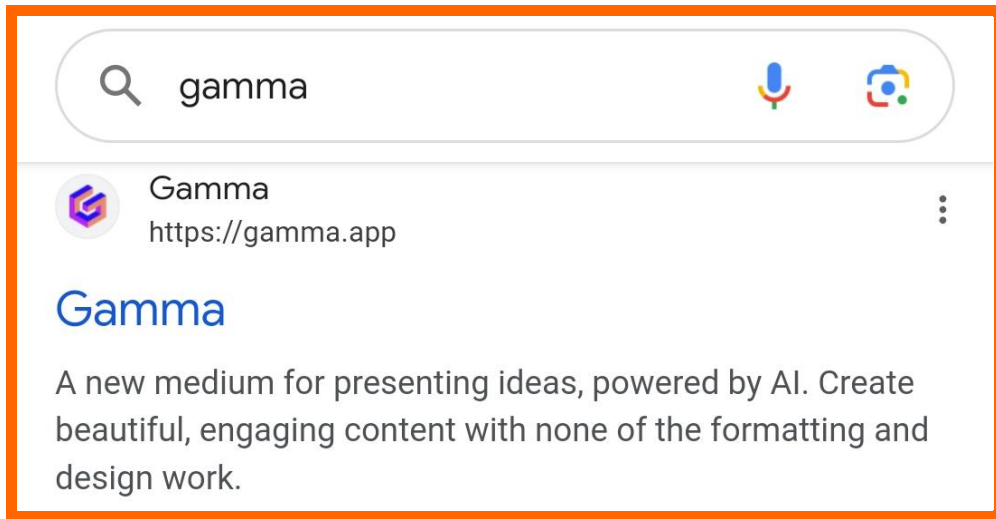 gamma
Gamma
https://gamma.app
Gamma
A new medium for presenting ideas, powered by AI. Create
beautiful, engaging content with none of the formatting and
design work.